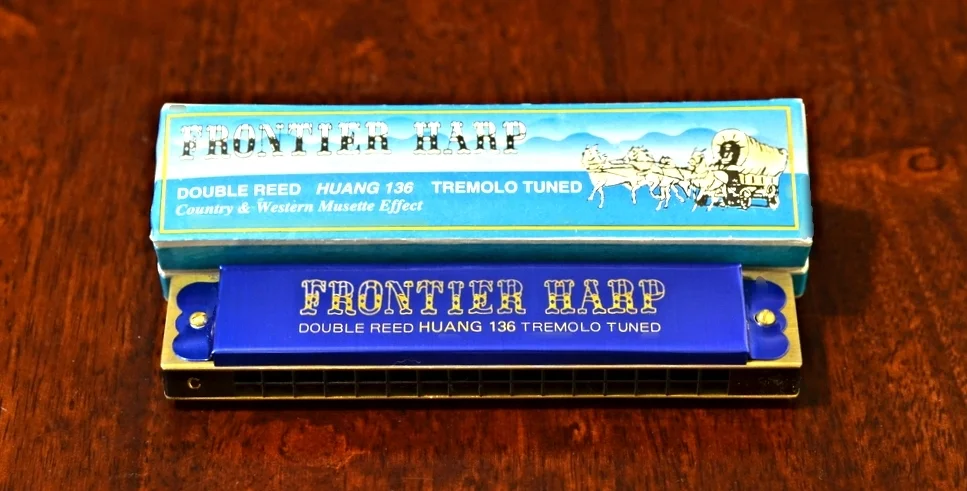 FRONTIER HARP
DOUBLE REED HUANG 136 TREMOLO TUNED
Country & Western Musette Effect
FRONTIER HARP
DOUBLE REED HUANG 136 TREMOLO TUNED
C